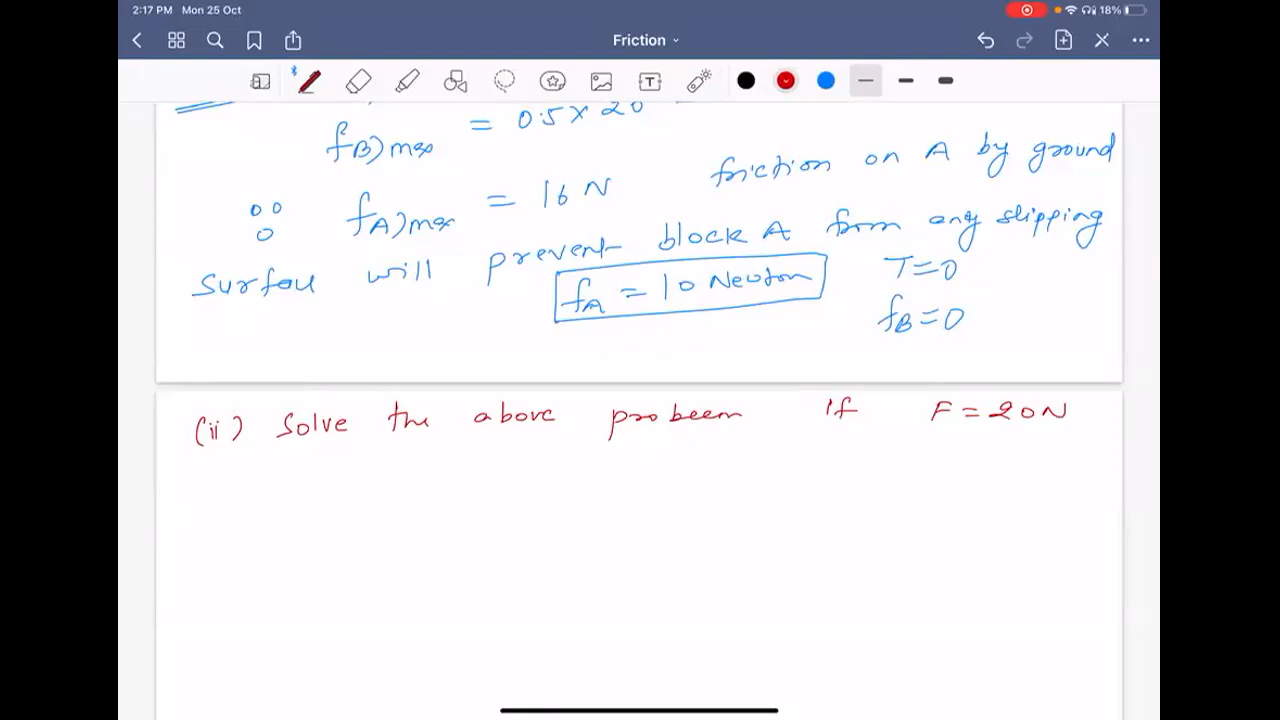 2:17 PM Mon 25 Oct
18%
Friction
T
fB)max = 0.5 x 20
∴ fA)max = 16 N friction on A by ground
surface will prevent block A from any slipping
fA = 10 Newton
T=0
fB=0
(ii) Solve the above probeem if F = 20N